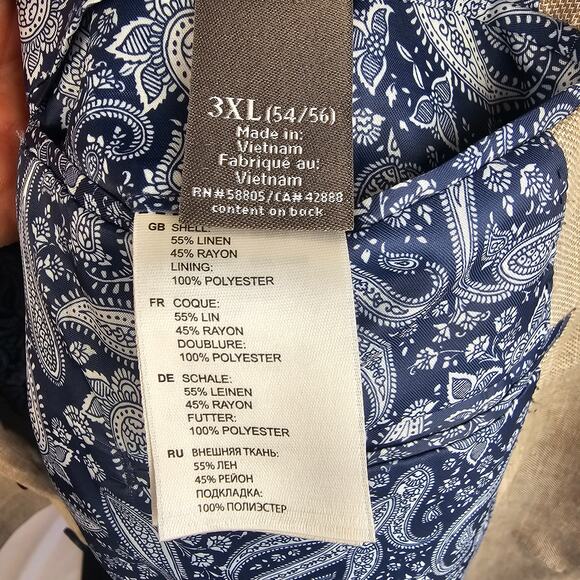 3XL (54/56)
Made in:
Vietnam
Fabriqué au:
Vietnam
RN#58805/CA#42888
content on back
GB SHELL:
55% LINEN
45% RAYON
LINING:
100% POLYESTER
FR COQUE:
55% LIN
45% RAYON
DOUBLURE:
100% POLYESTER
DE SCHALE:
55% LEINEN
45% RAYON
FUTTER:
100% POLYESTER
RU ВНЕШНЯЯ ТКАНЬ:
55% ЛЕН
45% РЕЙОН
ПОДКЛАДКА:
100% ПОЛИЭСТЕР